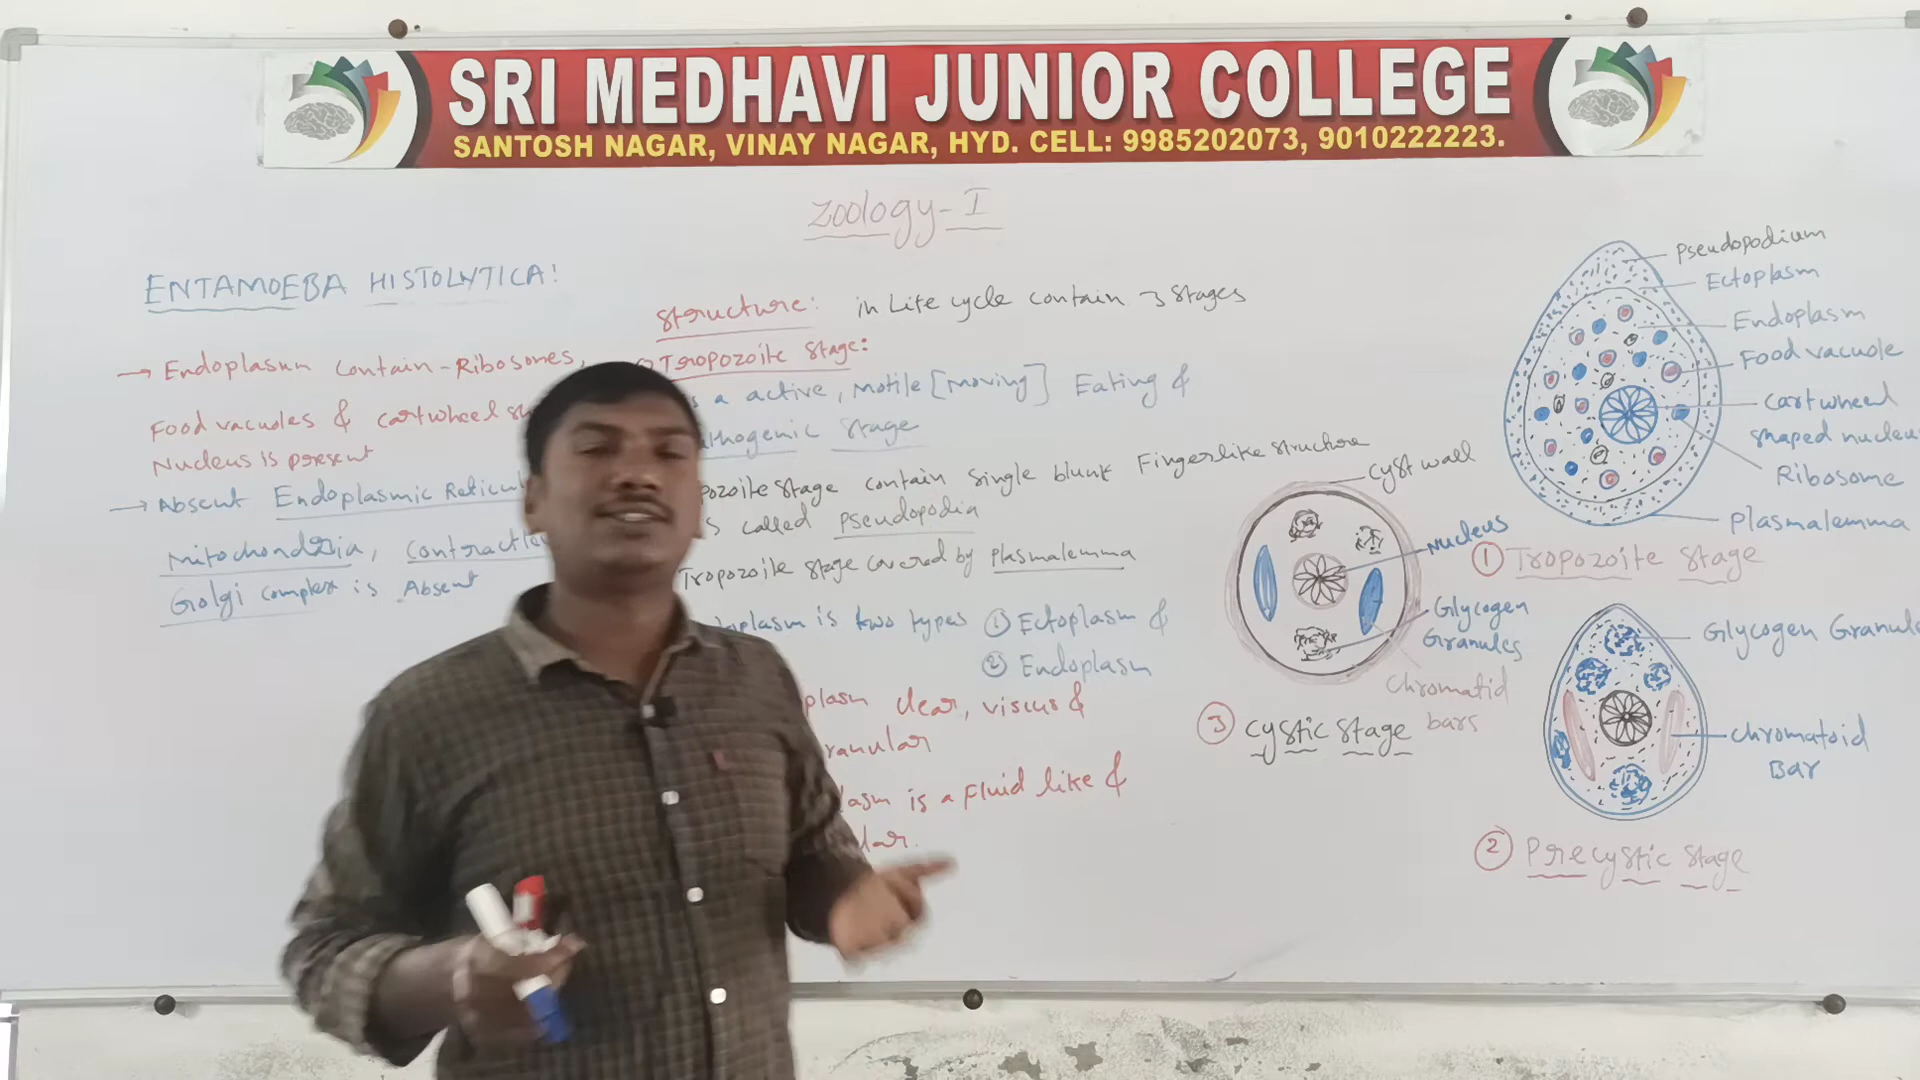 SRI MEDHAVI JUNIOR COLLEGE
SANTOSH NAGAR, VINAY NAGAR, HYD. CELL: 9985202073, 9010222223.
Zoology-I
ENTAMOEBA HISTOLYTICA:
→ Endoplasm contain-Ribosomes,
Food vacuoles & cartwheel
Nucleus is present
→ Absent Endoplasmic
Mitochondria,
Golgi complex is Absent
Structure: in Life cycle contain 3 stages
Tropozoite stage:
a active, Motile [Moving] Eating &
stage
stage contain single blunt Fingerlike structure
called Pseudopodia
Tropozoite stage covered by Plasmalemma
is two types ① Ectoplasm &
② Endoplasm
clear, viscus &
is a Fluid like &
Pseudopodium
Ectoplasm
Endoplasm
Food vacuole
cartwheel
shaped nucleus
Ribosome
Plasmalemma
① Tropozoite Stage
cyst wall
Nucleus
Glycogen
Granules
chromatid
bars
③ Cystic Stage
Glycogen
chromatoid
Bar
② Precystic stage